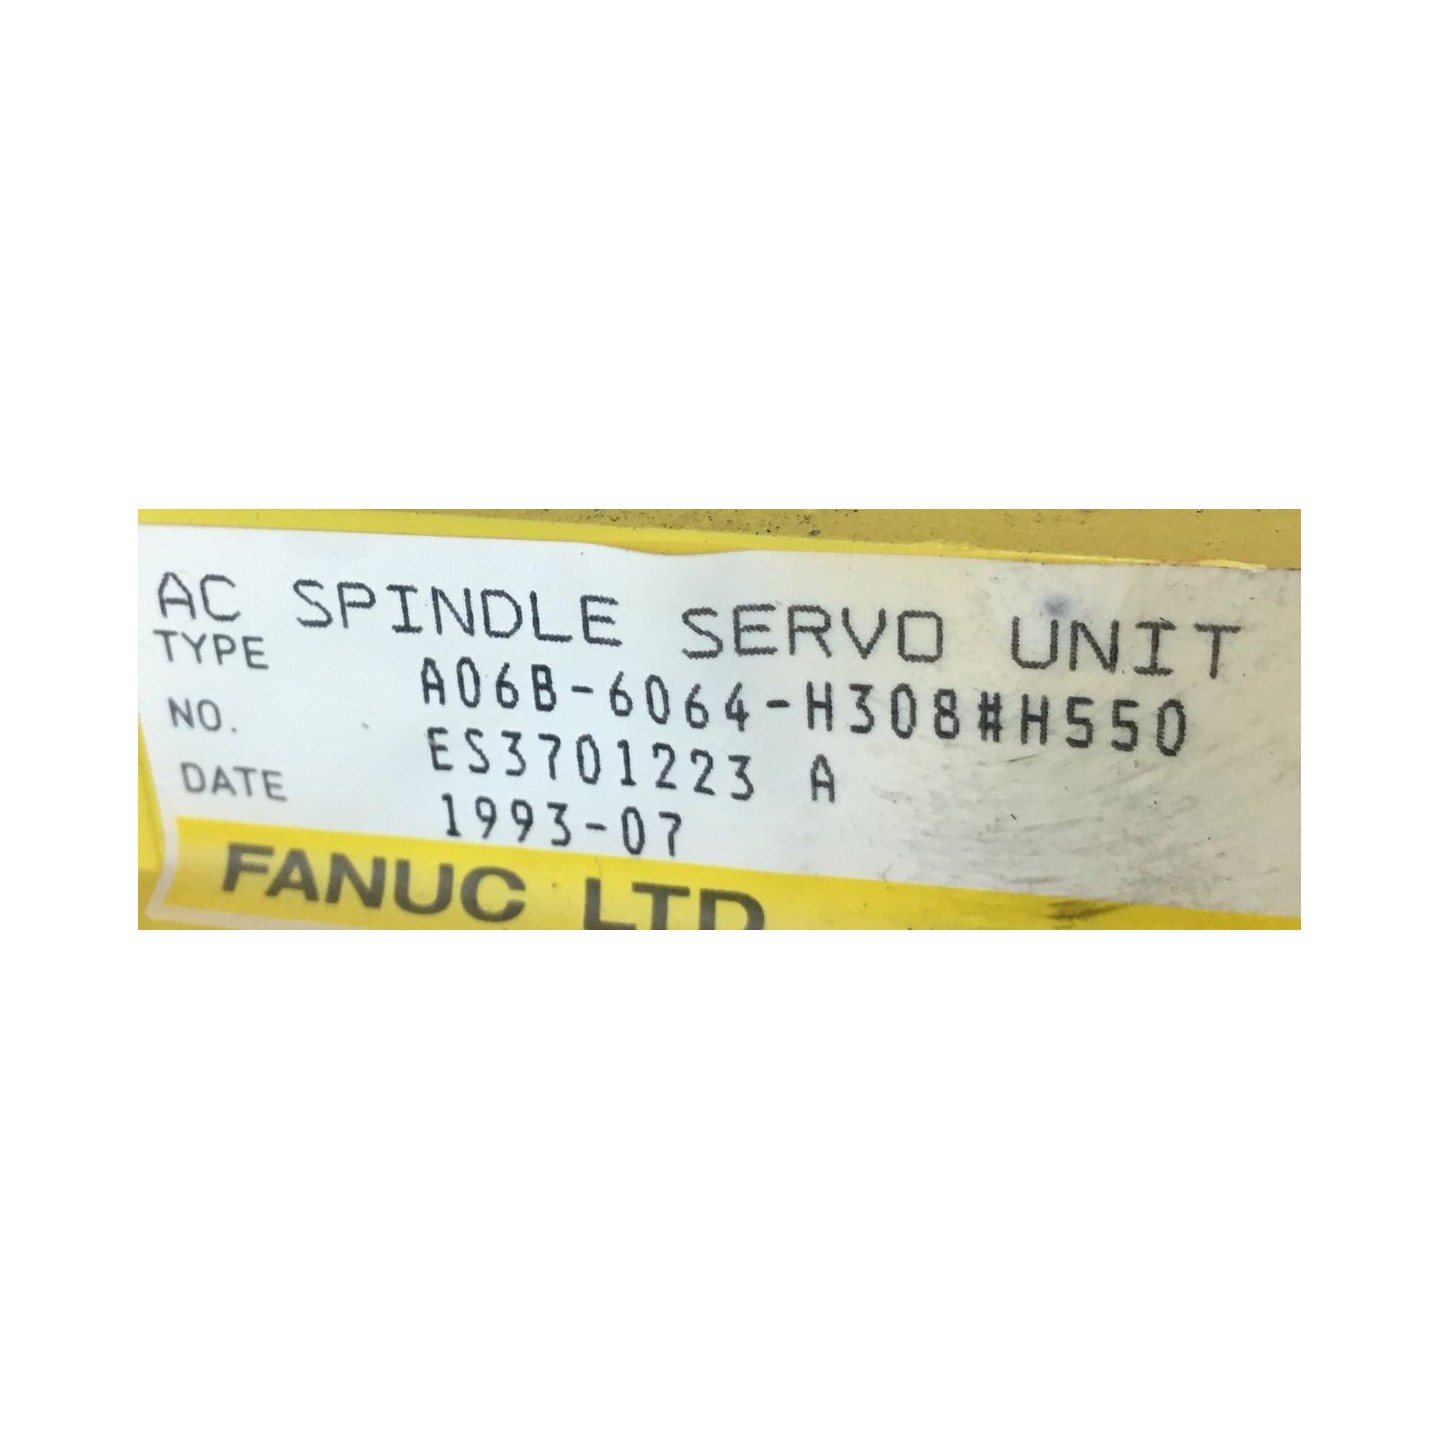 AC SPINDLE SERVO UNIT
TYPE A06B-6064-H308#H550
NO. ES3701223 A
DATE 1993-07
FANUC LTD